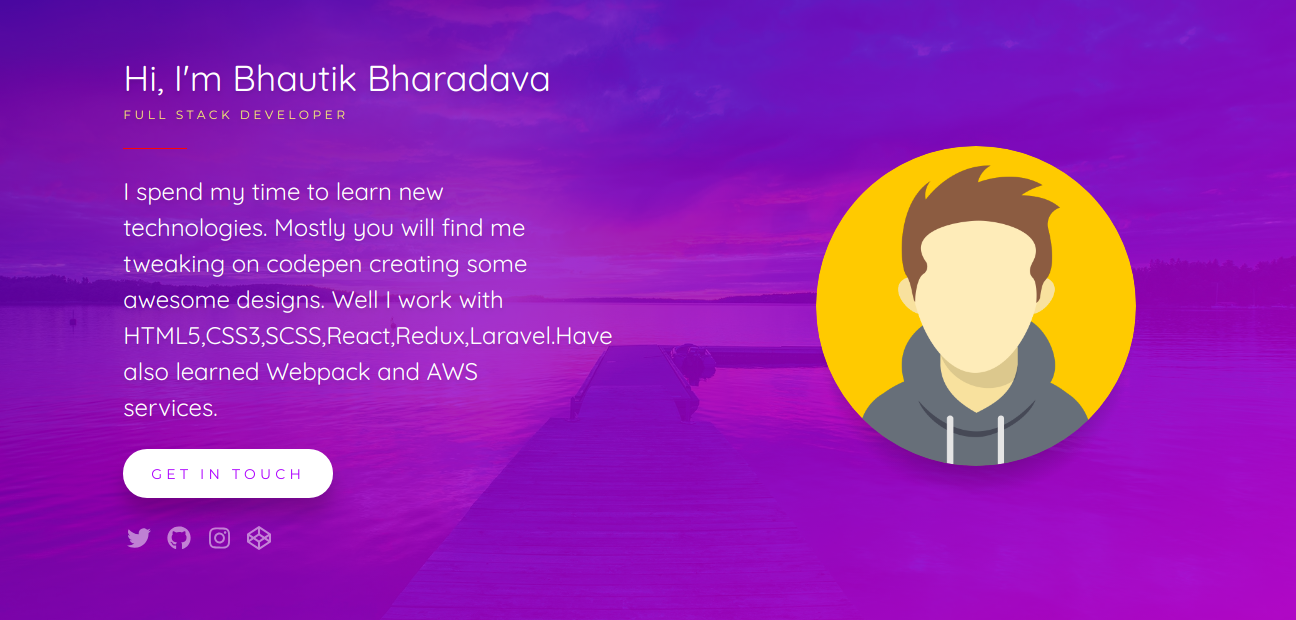 Hi, I'm Bhautik Bharadava
FULL STACK DEVELOPER
I spend my time to learn new
technologies. Mostly you will find me
tweaking on codepen creating some
awesome designs. Well I work with
HTML5,CSS3,SCSS,React,Redux,Laravel.Have
also learned Webpack and AWS
services.
GET IN TOUCH